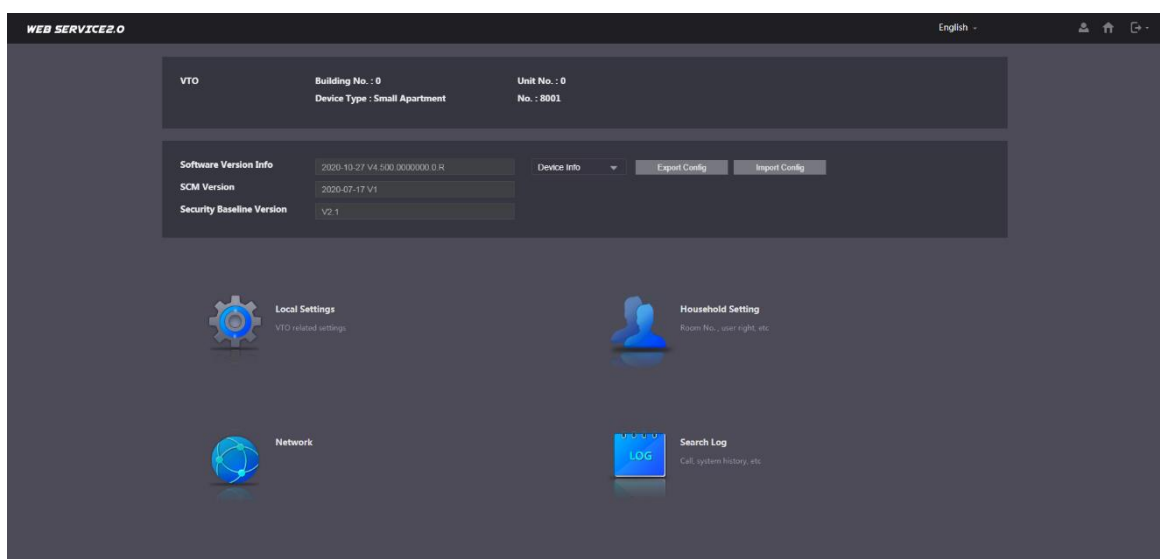 WEB SERVICE2.0 English
VTO Building No. : 0 Unit No. : 0
Device Type : Small Apartment No. : 8001
Software Version Info 2020-10-27 V4.500.0000000.0.R Device Info Export Config Import Config
SCM Version 2020-07-17 V1
Security Baseline Version V2.1
Local Settings
VTO related settings
Household Setting
Room No., user right, etc
Network
LOG
Search Log
Call, system history, etc